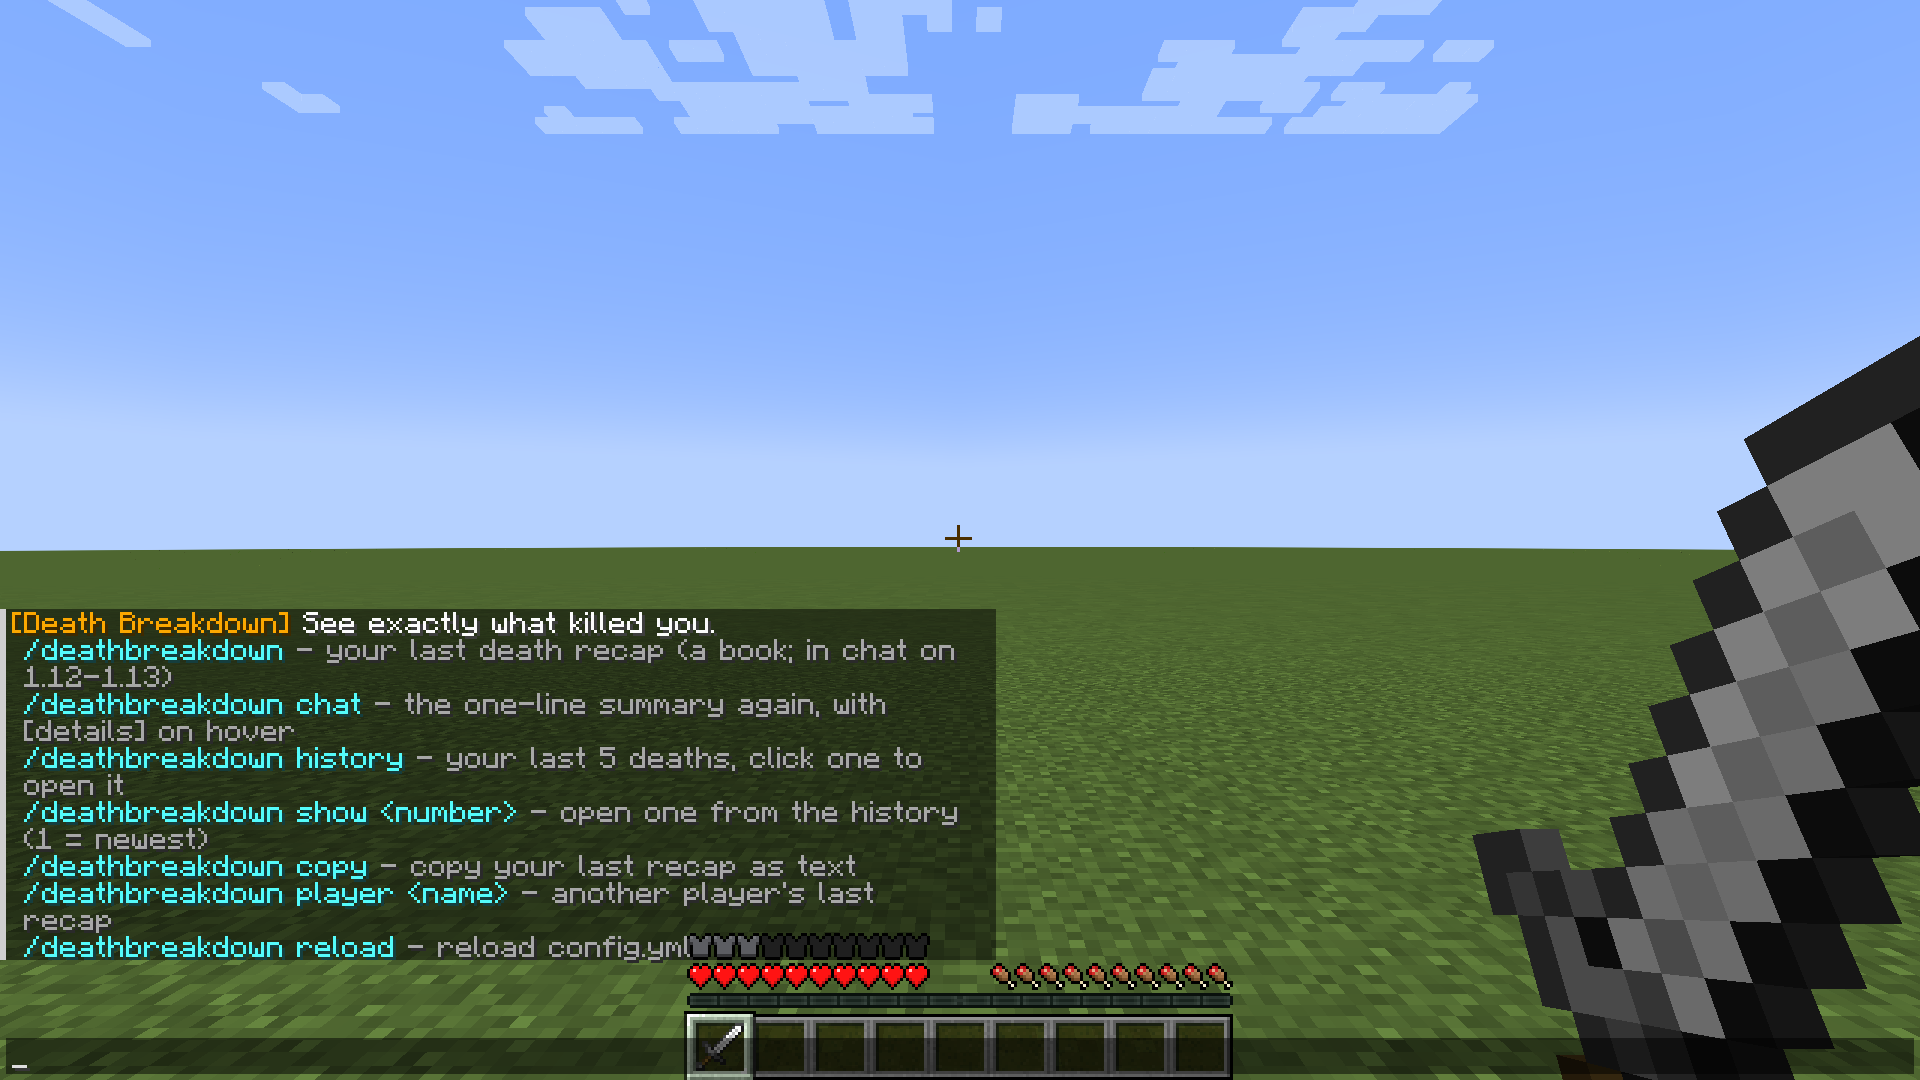 [Death Breakdown] See exactly what killed you.
/deathbreakdown – your last death recap (a book; in chat on
1.12–1.13)
/deathbreakdown chat – the one-line summary again, with
[details] on hover
/deathbreakdown history – your last 5 deaths, click one to
open it
/deathbreakdown show <number> – open one from the history
(1 = newest)
/deathbreakdown copy – copy your last recap as text
/deathbreakdown player <name> – another player's last
recap
/deathbreakdown reload – reload config.yml